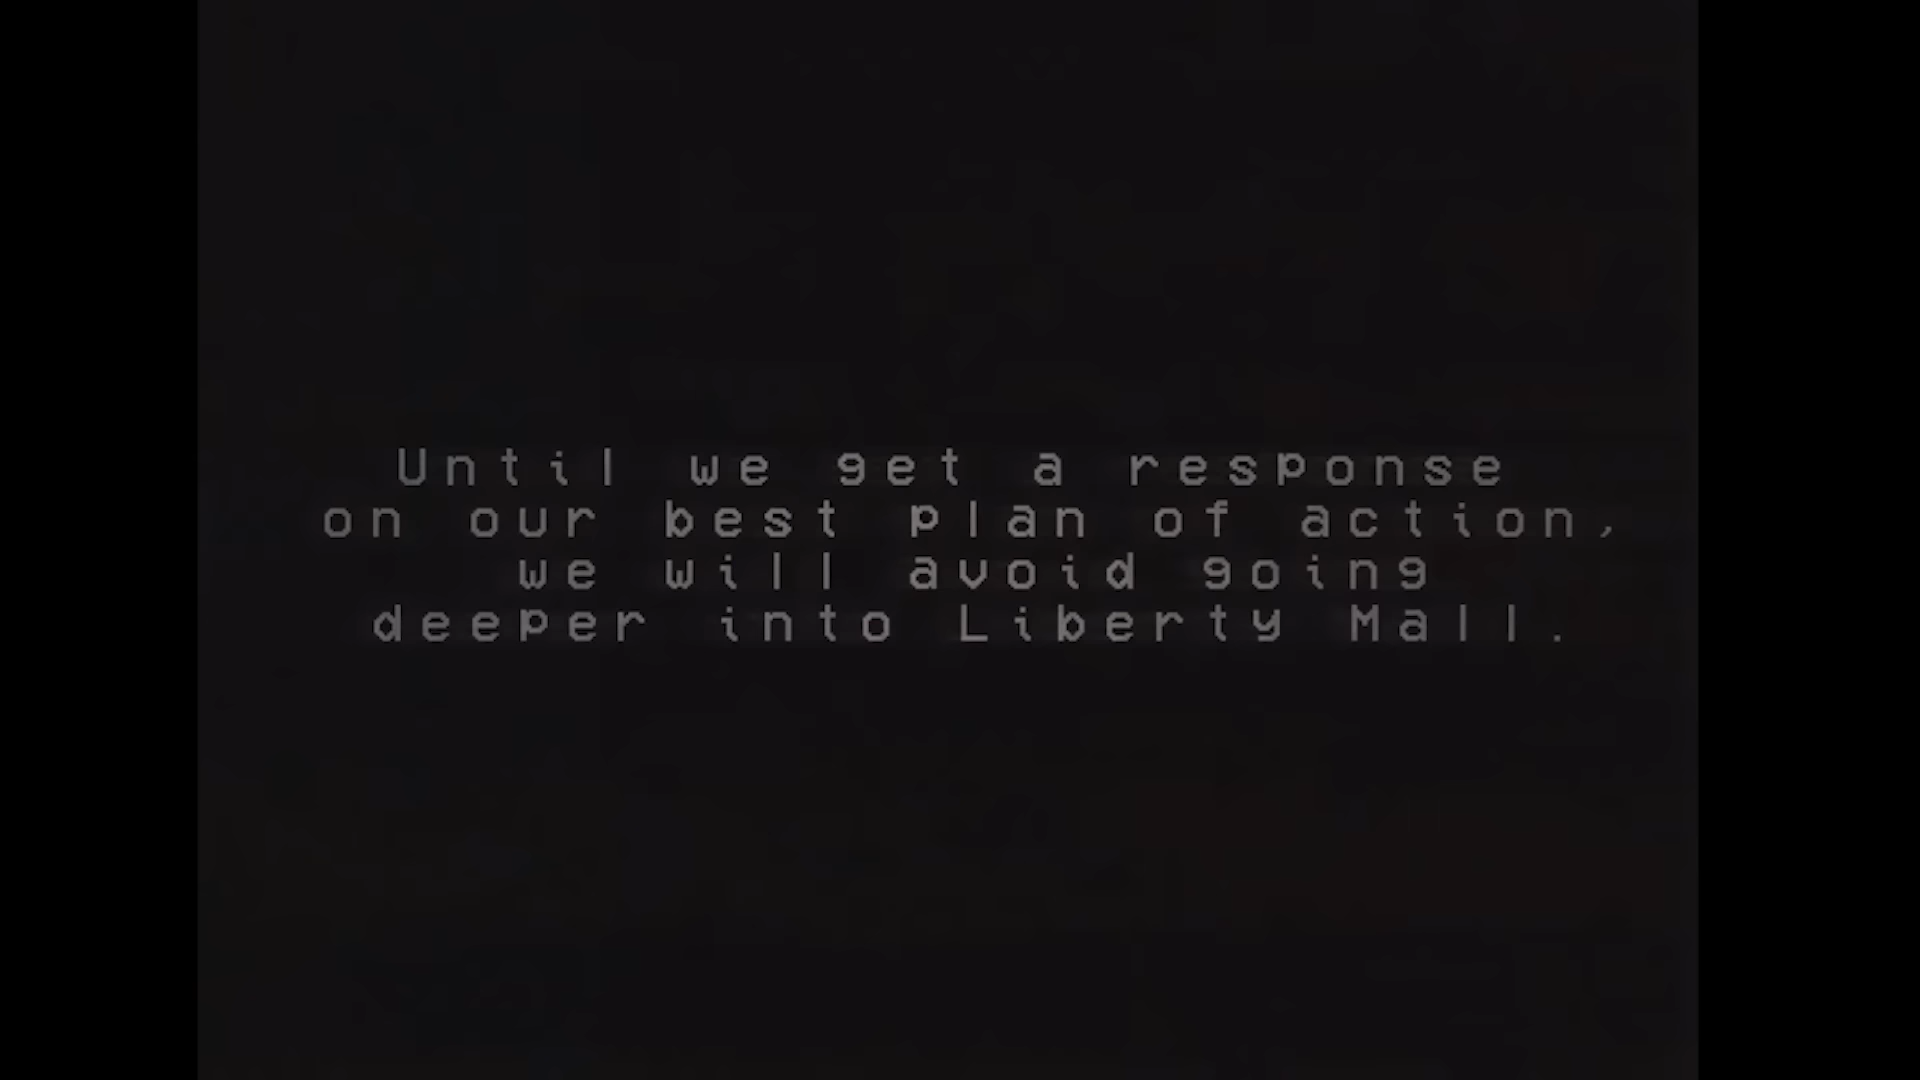 Until we get a response
on our best plan of action,
we will avoid going
deeper into Liberty Mall.